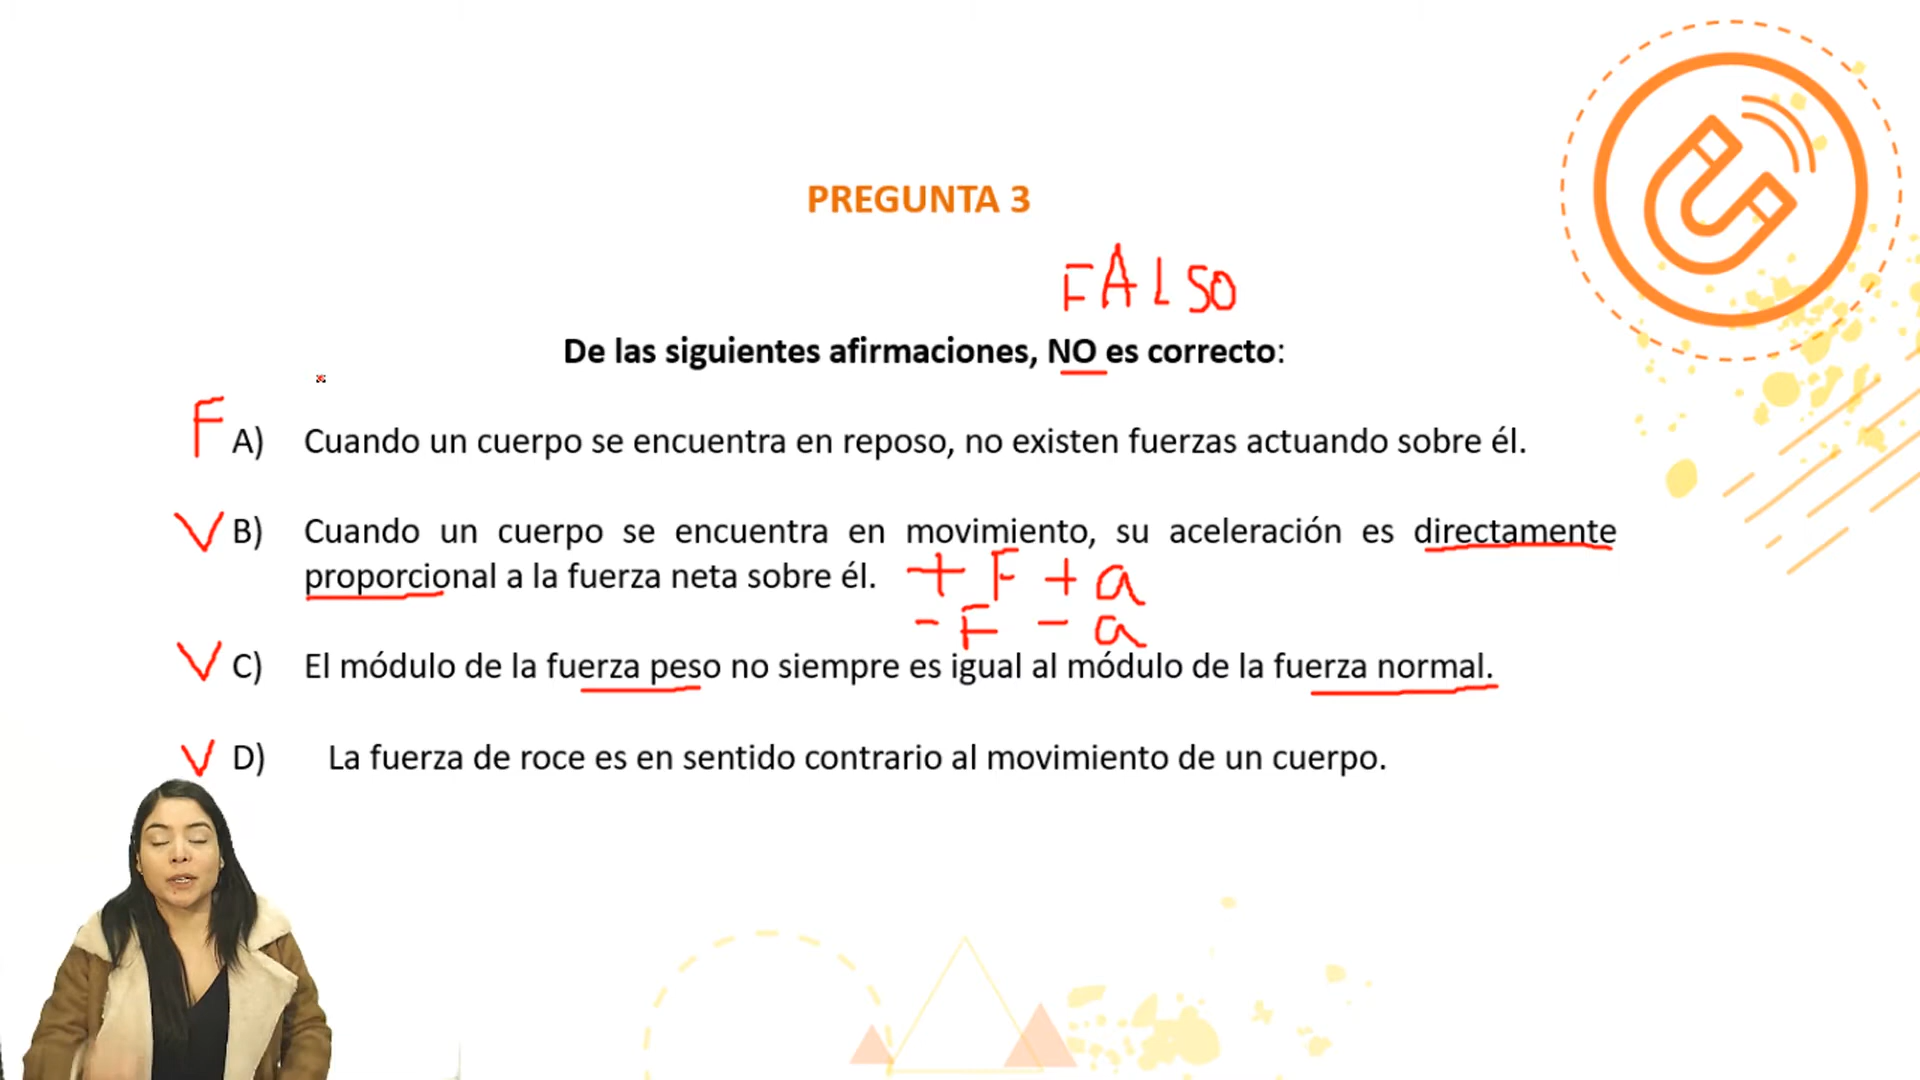 PREGUNTA 3
FALSO
De las siguientes afirmaciones, NO es correcto:
F A) Cuando un cuerpo se encuentra en reposo, no existen fuerzas actuando sobre él.
V B) Cuando un cuerpo se encuentra en movimiento, su aceleración es directamente
proporcional a la fuerza neta sobre él. + F + a
- F - a
V C) El módulo de la fuerza peso no siempre es igual al módulo de la fuerza normal.
V D) La fuerza de roce es en sentido contrario al movimiento de un cuerpo.